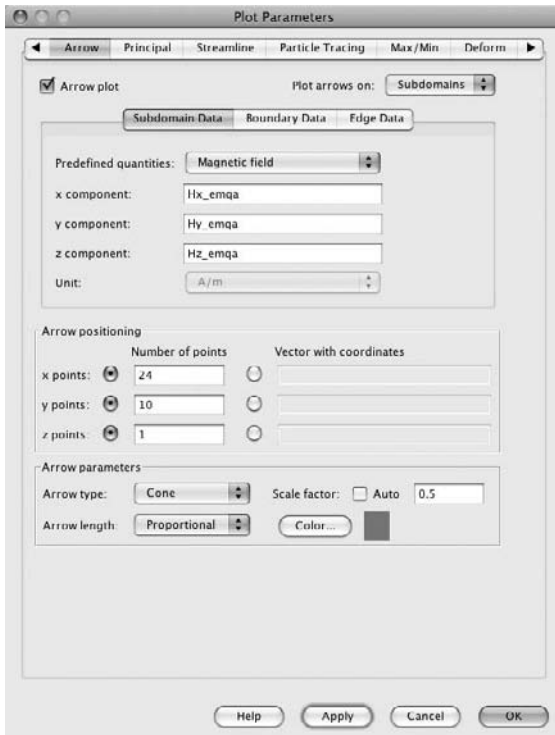 Plot Parameters
Arrow Principal Streamline Particle Tracing Max/Min Deform
Arrow plot Plot arrows on: Subdomains
Subdomain Data Boundary Data Edge Data
Predefined quantities: Magnetic field
x component: Hx_emqa
y component: Hy_emqa
z component: Hz_emqa
Unit: A/m
Arrow positioning
Number of points Vector with coordinates
x points: 24
y points: 10
z points: 1
Arrow parameters
Arrow type: Cone Scale factor: Auto 0.5
Arrow length: Proportional Color...
Help Apply Cancel OK